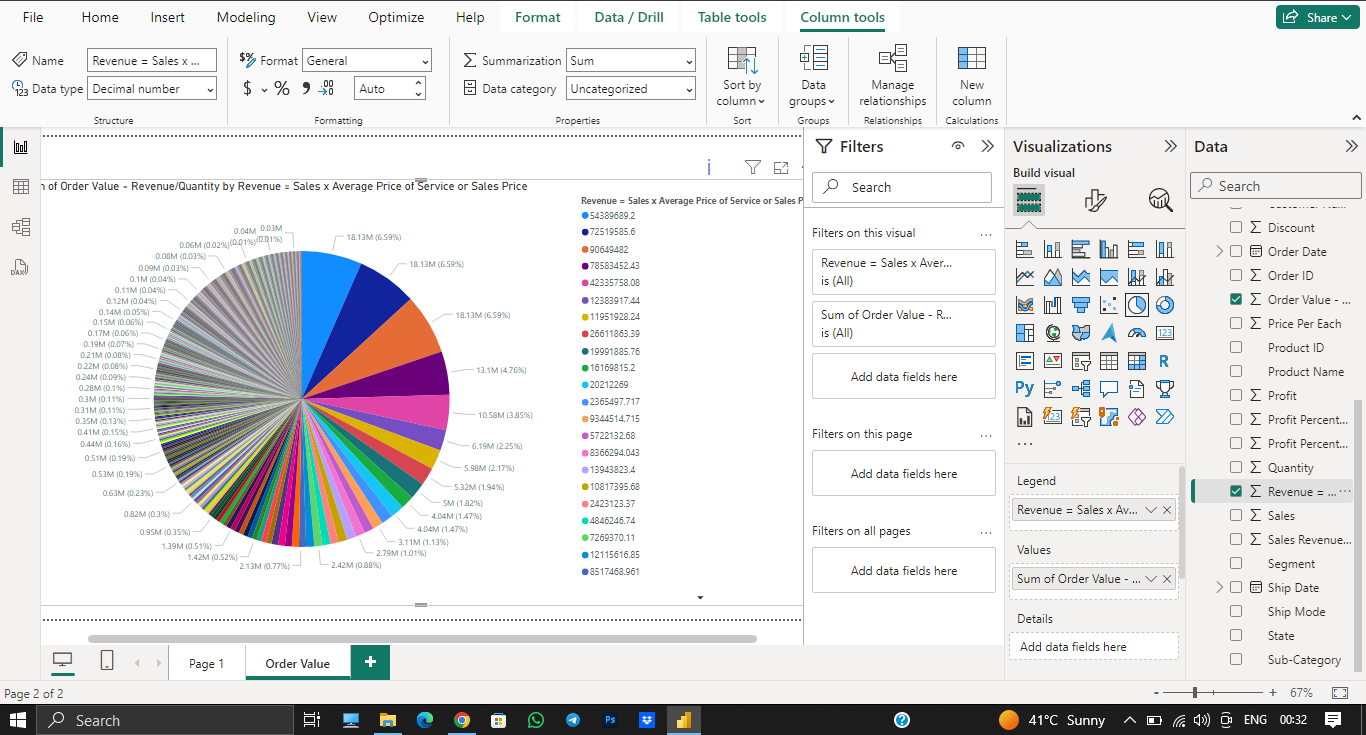 File Home Insert Modeling View Optimize Help Format Data / Drill Table tools Column tools Share
Name Revenue = Sales x ...
Data type Decimal number
Structure
$% Format General
$ % 9 .00 Auto
Formatting
Summarization Sum
Data category Uncategorized
Properties
Sort by column
Sort
Data groups
Groups
Manage relationships
Relationships
New column
Calculations
of Order Value - Revenue/Quantity by Revenue = Sales x Average Price of Service or Sales Price
18.13M (6.59%)
18.13M (6.59%)
18.13M (6.59%)
13.1M (4.76%)
10.58M (3.85%)
6.19M (2.25%)
5.98M (2.17%)
5.32M (1.94%)
5M (1.82%)
4.04M (1.47%)
4.04M (1.47%)
3.11M (1.13%)
2.79M (1.01%)
2.42M (0.88%)
2.13M (0.77%)
1.42M (0.52%)
1.39M (0.51%)
0.95M (0.35%)
0.82M (0.3%)
0.63M (0.23%)
0.53M (0.19%)
0.51M (0.19%)
0.44M (0.16%)
0.41M (0.15%)
0.35M (0.13%)
0.31M (0.11%)
0.3M (0.11%)
0.28M (0.1%)
0.24M (0.09%)
0.22M (0.08%)
0.21M (0.08%)
0.19M (0.07%)
0.17M (0.06%)
0.15M (0.06%)
0.14M (0.05%)
0.12M (0.04%)
0.11M (0.04%)
0.1M (0.04%)
0.09M (0.03%)
0.08M (0.03%)
0.06M (0.02%)
0.04M (0.01%)
0.03M (0.01%)
Revenue = Sales x Average Price of Service or Sales P
54389689.2
72519585.6
90649482
78583452.43
42335758.08
12383917.44
11951928.24
26611863.39
19991885.76
16169815.2
20212269
2365497.717
9344514.715
5722132.68
8366294.043
13943823.4
10817395.68
2423123.37
4846246.74
7269370.11
12115616.85
8517468.961
Filters
Search
Filters on this visual ...
Revenue = Sales x Aver...
is (All)
Sum of Order Value - R...
is (All)
Add data fields here
Filters on this page ...
Add data fields here
Filters on all pages ...
Add data fields here
Visualizations
Build visual
123
R
Py
123
...
Legend
Revenue = Sales x Av...
Values
Sum of Order Value - ...
Details
Add data fields here
Data
Search
Discount
Order Date
Order ID
Order Value - ...
Price Per Each
Product ID
Product Name
Profit
Profit Percent...
Profit Percent...
Quantity
Revenue = ... ...
Sales
Sales Revenue...
Segment
Ship Date
Ship Mode
State
Sub-Category
Page 1 Order Value +
Page 2 of 2
- + 67%
Search
Ps
41°C Sunny ENG 00:32